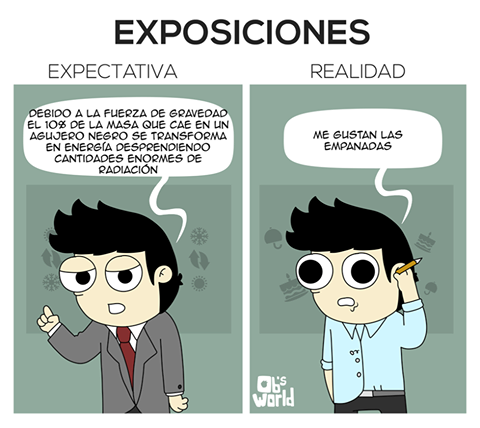 EXPOSICIONES
EXPECTATIVA
REALIDAD
DEBIDO A LA FUERZA DE GRAVEDAD
EL 10% DE LA MASA QUE CAE EN UN
AGUJERO NEGRO SE TRANSFORMA
EN ENERGÍA DESPRENDIENDO
CANTIDADES ENORMES DE
RADIACIÓN
ME GUSTAN LAS
EMPANADAS
Ob's
World